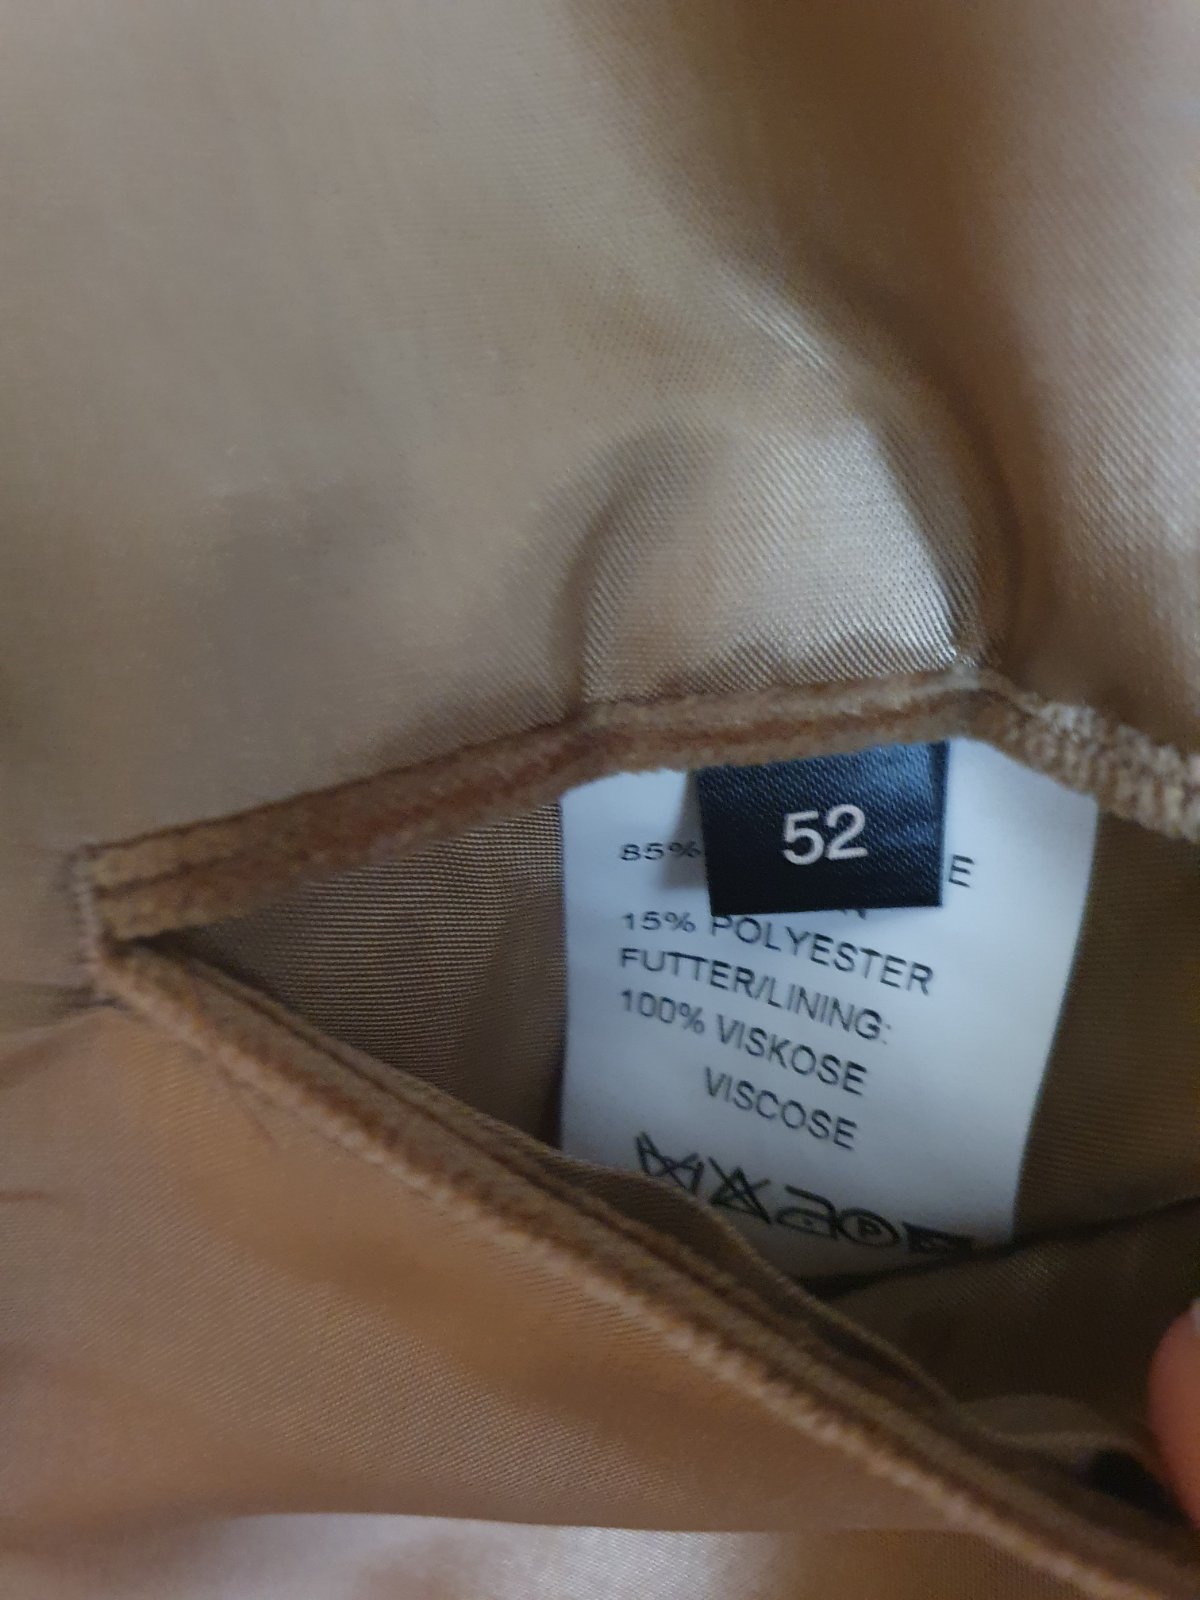 52
85% E
15% POLYESTER
FUTTER/LINING:
100% VISKOSE
VISCOSE